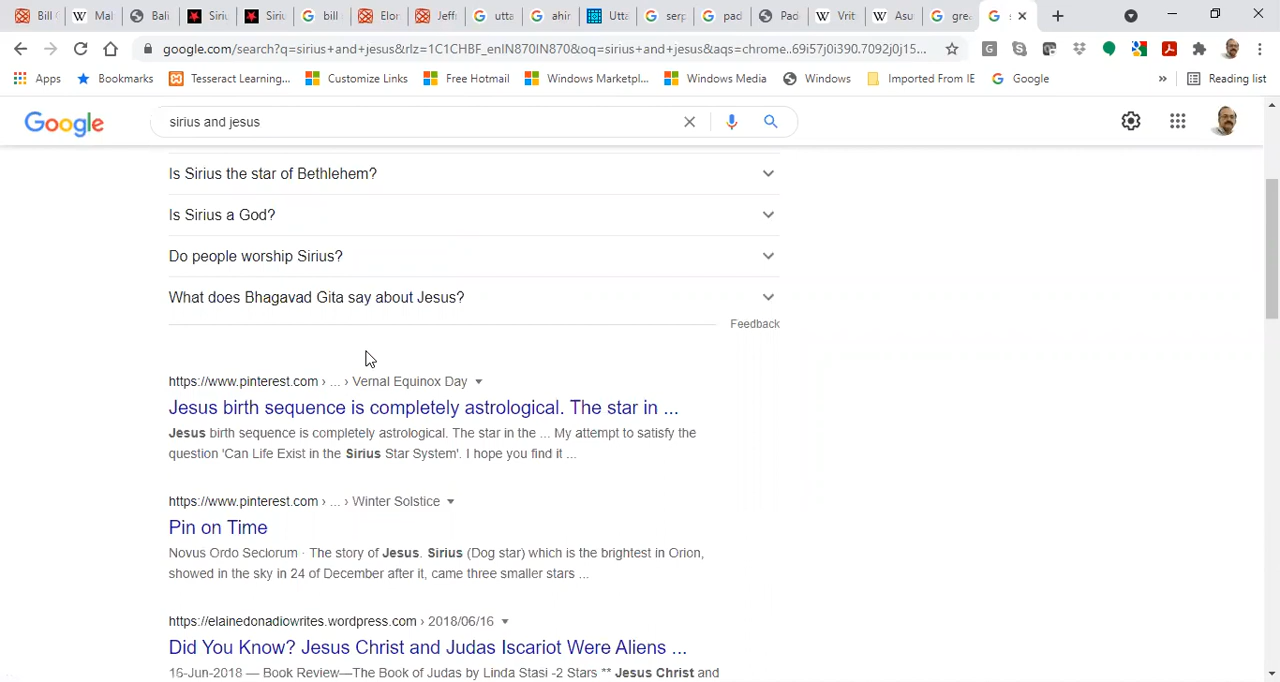 Bill
Mal
Bali
Siriu
Siriu
bill
Elor
Jeffr
utta
ahir
Utta
serp
pad
Pad
Vrit
Asu
gre
google.com/search?q=sirius+and+jesus&rlz=1C1CHBF_enIN870IN870&oq=sirius+and+jesus&aqs=chrome..69i57j0i390.7092j0j15...
Apps
Bookmarks
Tesseract Learning...
Customize Links
Free Hotmail
Windows Marketpl...
Windows Media
Windows
Imported From IE
Google
»
Reading list
Google
sirius and jesus
Is Sirius the star of Bethlehem?
Is Sirius a God?
Do people worship Sirius?
What does Bhagavad Gita say about Jesus?
Feedback
https://www.pinterest.com › ... › Vernal Equinox Day
Jesus birth sequence is completely astrological. The star in ...
Jesus birth sequence is completely astrological. The star in the ... My attempt to satisfy the
question 'Can Life Exist in the Sirius Star System'. I hope you find it ...
https://www.pinterest.com › ... › Winter Solstice
Pin on Time
Novus Ordo Seclorum · The story of Jesus. Sirius (Dog star) which is the brightest in Orion,
showed in the sky in 24 of December after it, came three smaller stars ...
https://elainedonadiowrites.wordpress.com › 2018/06/16
Did You Know? Jesus Christ and Judas Iscariot Were Aliens ...
16-Jun-2018 — Book Review—The Book of Judas by Linda Stasi -2 Stars ** Jesus Christ and